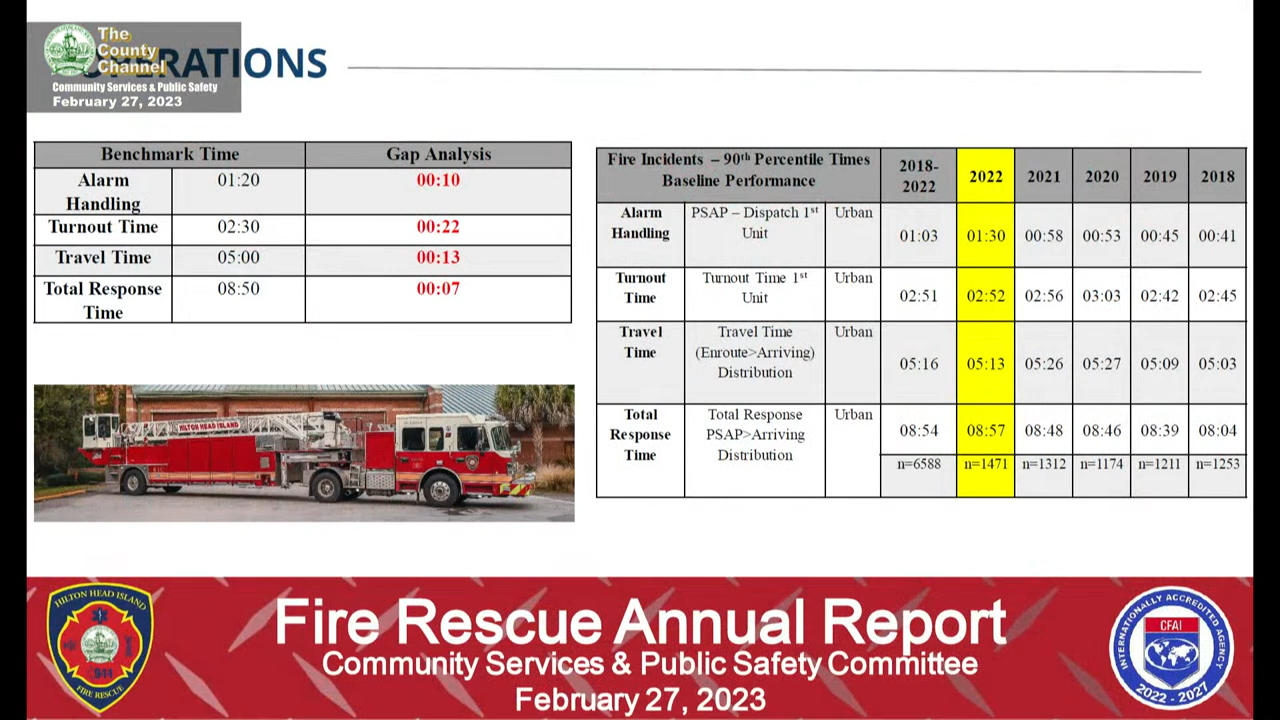 The
County
Channel
Community Services & Public Safety
February 27, 2023
OPERATIONS
Benchmark Time Gap Analysis
Alarm Handling 01:20 00:10
Turnout Time 02:30 00:22
Travel Time 05:00 00:13
Total Response Time 08:50 00:07
Fire Incidents – 90th Percentile Times Baseline Performance 2018-2022 2022 2021 2020 2019 2018
Alarm Handling PSAP – Dispatch 1st Unit Urban 01:03 01:30 00:58 00:53 00:45 00:41
Turnout Time Turnout Time 1st Unit Urban 02:51 02:52 02:56 03:03 02:42 02:45
Travel Time Travel Time (Enroute>Arriving) Distribution Urban 05:16 05:13 05:26 05:27 05:09 05:03
Total Response Time Total Response PSAP>Arriving Distribution Urban 08:54 08:57 08:48 08:46 08:39 08:04
n=6588 n=1471 n=1312 n=1174 n=1211 n=1253
HILTON HEAD ISLAND
HILTON HEAD ISLAND
911
FIRE RESCUE
Fire Rescue Annual Report
Community Services & Public Safety Committee
February 27, 2023
INTERNATIONALLY ACCREDITED AGENCY
CFAI
2022 - 2027